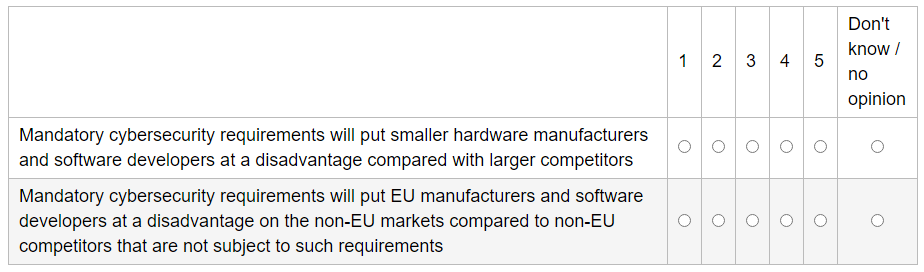 Don't
know /
no
opinion
1 2 3 4 5
Mandatory cybersecurity requirements will put smaller hardware manufacturers
and software developers at a disadvantage compared with larger competitors
Mandatory cybersecurity requirements will put EU manufacturers and software
developers at a disadvantage on the non-EU markets compared to non-EU
competitors that are not subject to such requirements